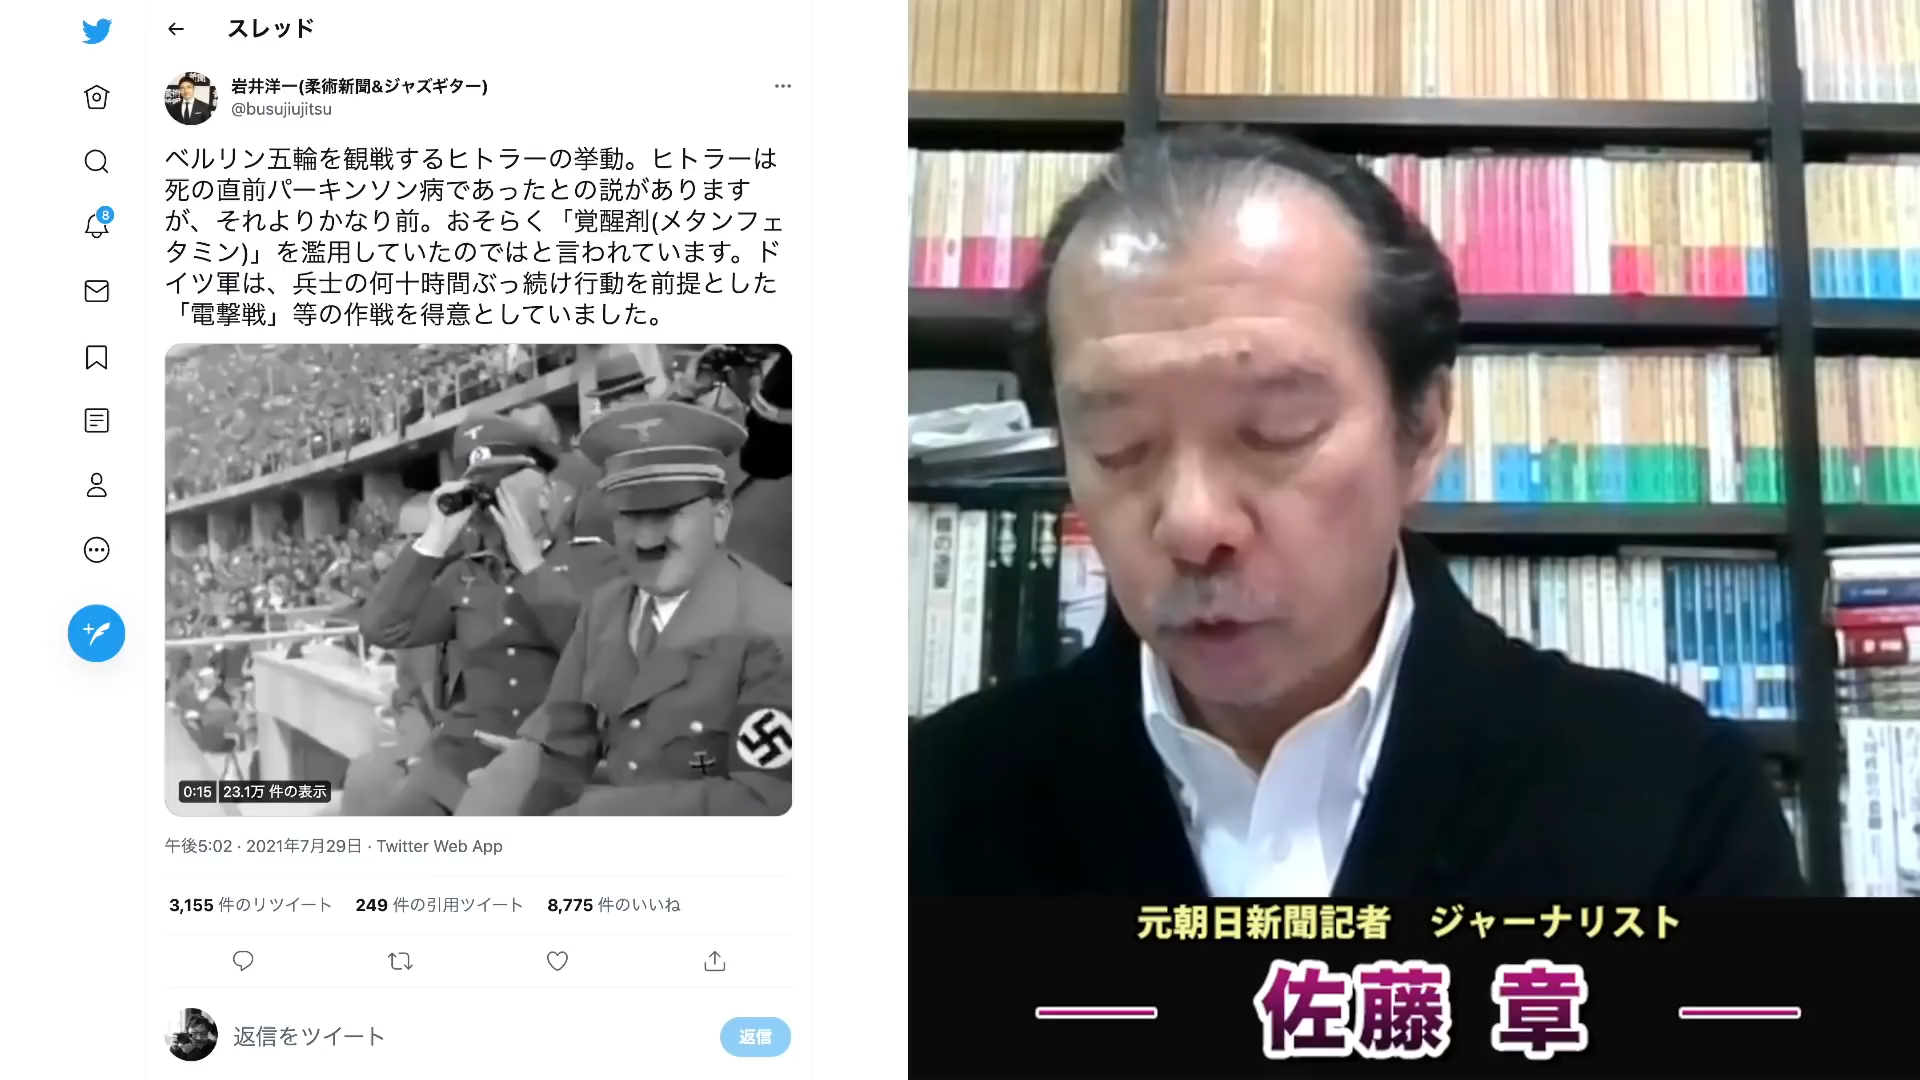 スレッド
岩井洋一(柔術新聞&ジャズギター)
@busujiujitsu
ベルリン五輪を観戦するヒトラーの挙動。ヒトラーは
死の直前パーキンソン病であったとの説があります
が、それよりかなり前。おそらく「覚醒剤(メタンフェ
タミン)」を濫用していたのではと言われています。ド
イツ軍は、兵士の何十時間ぶっ続け行動を前提とした
「電撃戦」等の作戦を得意としていました。
0:15 23.1万 件の表示
午後5:02 · 2021年7月29日 · Twitter Web App
3,155 件のリツイート 249 件の引用ツイート 8,775 件のいいね
返信をツイート
返信
8
元朝日新聞記者 ジャーナリスト
佐藤 章